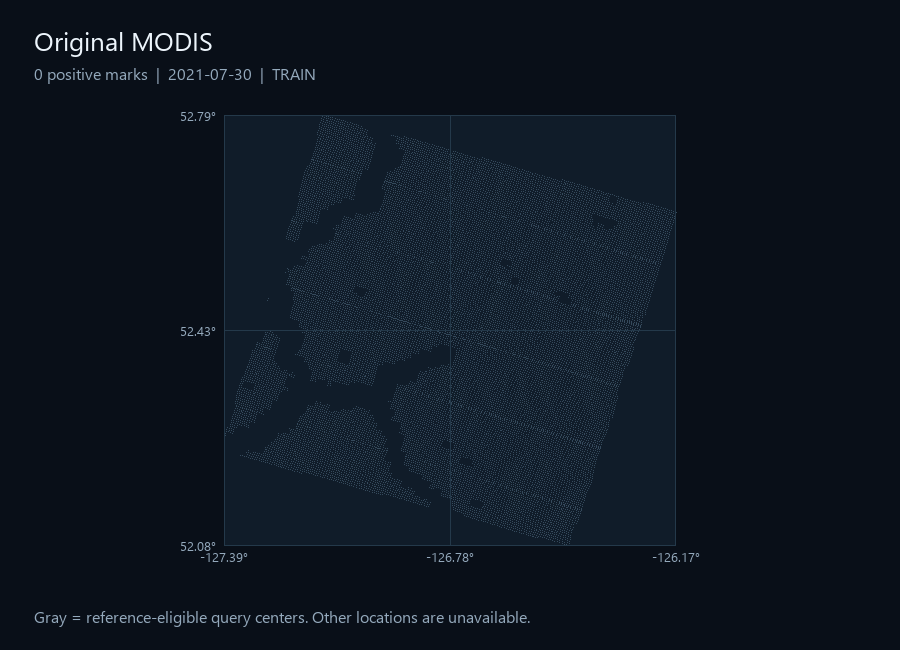 Original MODIS
0 positive marks | 2021-07-30 | TRAIN
52.79°
52.43°
52.08°
-127.39°
-126.78°
-126.17°
Gray = reference-eligible query centers. Other locations are unavailable.